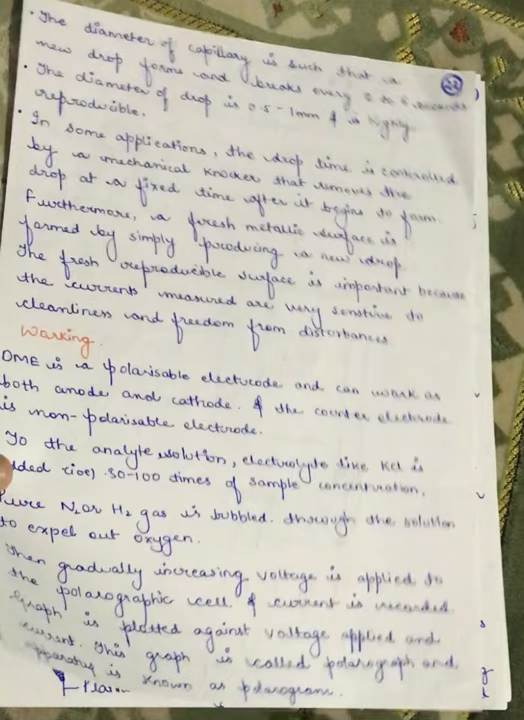 • The diameter of capillary is such that a
new drop forms and breaks every 2 to 6 seconds
• The diameter of drop is 0.5-1mm & is highly
reproducible.
• In some applications, the drop time is controlled
by a mechanical knocker that removes the
drop at a fixed time after it begins to form
Furthermore, a fresh metallic surface is
formed by simply producing a new drop
The fresh reproducible surface is important because
the currents measured are very senstive to
cleanliness and freedom from distorbances
Working
DME is a polarisable electrode and can work as
both anode and cathode. & the counter electrode
is non-polarisable electrode.
To the analyte solution, electrolyte like Kcl is
dded (ioe) 50-100 times of sample concentration.
Pure N2 or H2 gas is bubbled through the solution
to expel out oxygen.
then gradually increasing voltage is applied to
the polarographic cell & current is recorded
Graph is plotted against voltage applied and
current. This graph is called polarograph and
apparatus is known as polarogram.